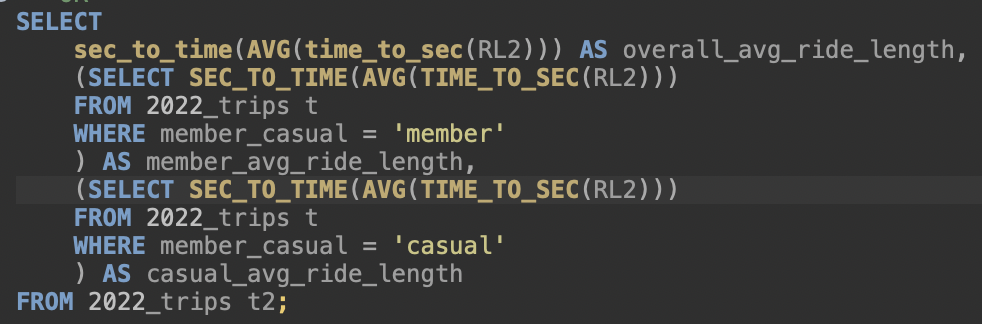 SELECT
sec_to_time(AVG(time_to_sec(RL2))) AS overall_avg_ride_length,
(SELECT SEC_TO_TIME(AVG(TIME_TO_SEC(RL2)))
FROM 2022_trips t
WHERE member_casual = 'member'
) AS member_avg_ride_length,
(SELECT SEC_TO_TIME(AVG(TIME_TO_SEC(RL2)))
FROM 2022_trips t
WHERE member_casual = 'casual'
) AS casual_avg_ride_length
FROM 2022_trips t2;